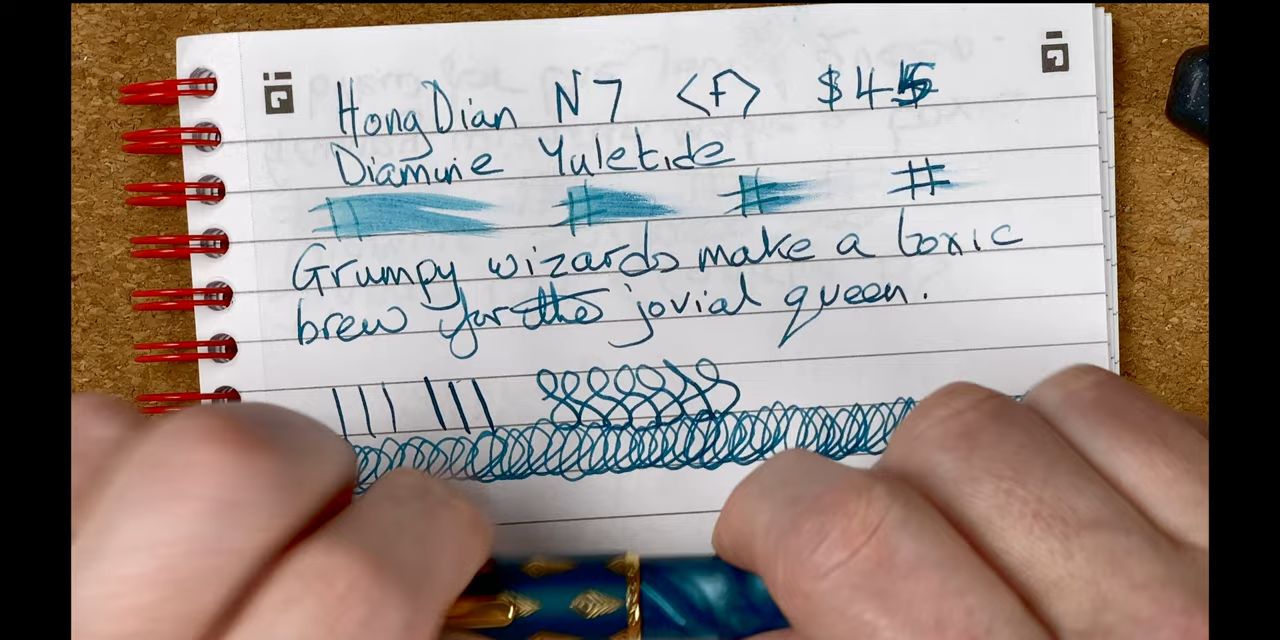 HongDian N7 <F> $45
Diamine Yuletide
# # # #
Grumpy wizards make a toxic
brew for the jovial queen.